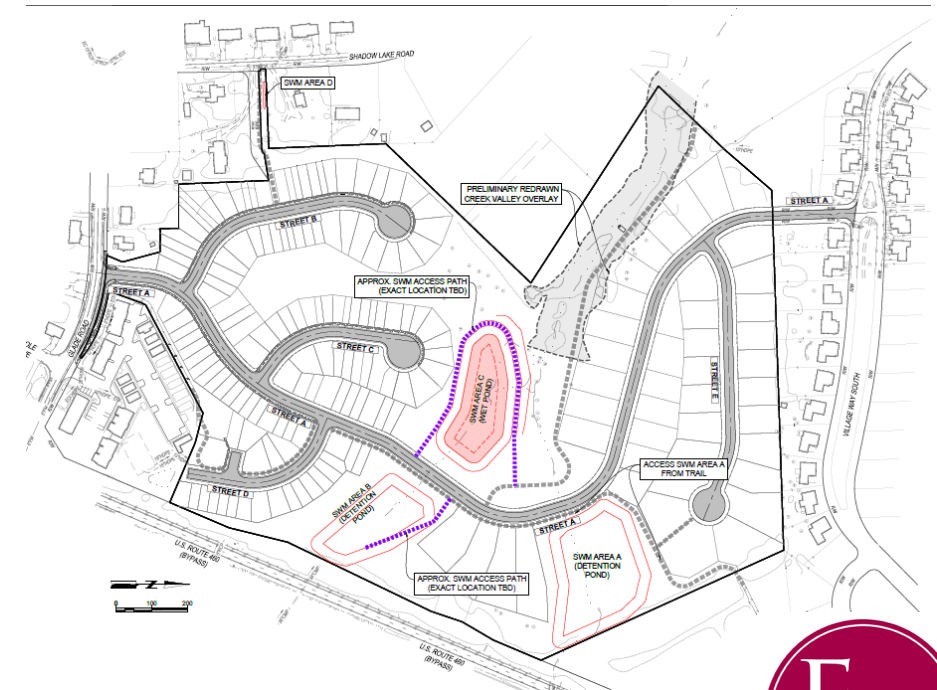 SHADOW LAKE ROAD
SWM AREA D
PRELIMINARY REDRAWN
CREEK VALLEY OVERLAY
STREET A
STREET B
APPROX. SWM ACCESS PATH
(EXACT LOCATION TBD)
STREET A
GLADE ROAD
STREET C
STREET E
SWM AREA C
(WET POND)
VILLAGE WAY SOUTH
STREET A
ACCESS SWM AREA A
FROM TRAIL
STREET D
SWM AREA B
(DETENTION
POND)
STREET A
U.S. ROUTE 460
(BYPASS)
SWM AREA A
(DETENTION
POND)
APPROX. SWM ACCESS PATH
(EXACT LOCATION TBD)
Z
0 100 200
U.S. ROUTE 460
(BYPASS)